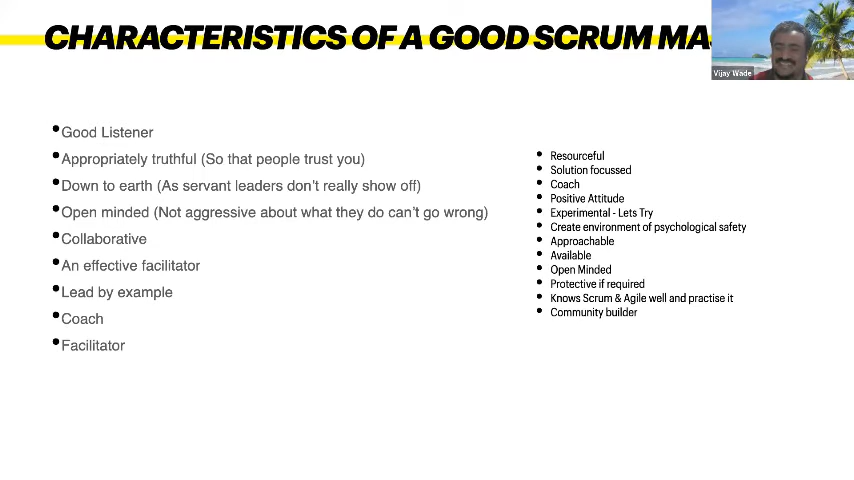 CHARACTERISTICS OF A GOOD SCRUM MAS
Vijay Wade
• Good Listener
• Appropriately truthful (So that people trust you)
• Down to earth (As servant leaders don't really show off)
• Open minded (Not aggressive about what they do can't go wrong)
• Collaborative
• An effective facilitator
• Lead by example
• Coach
• Facilitator
• Resourceful
• Solution focussed
• Coach
• Positive Attitude
• Experimental - Lets Try
• Create environment of psychological safety
• Approachable
• Available
• Open Minded
• Protective if required
• Knows Scrum & Agile well and practise it
• Community builder